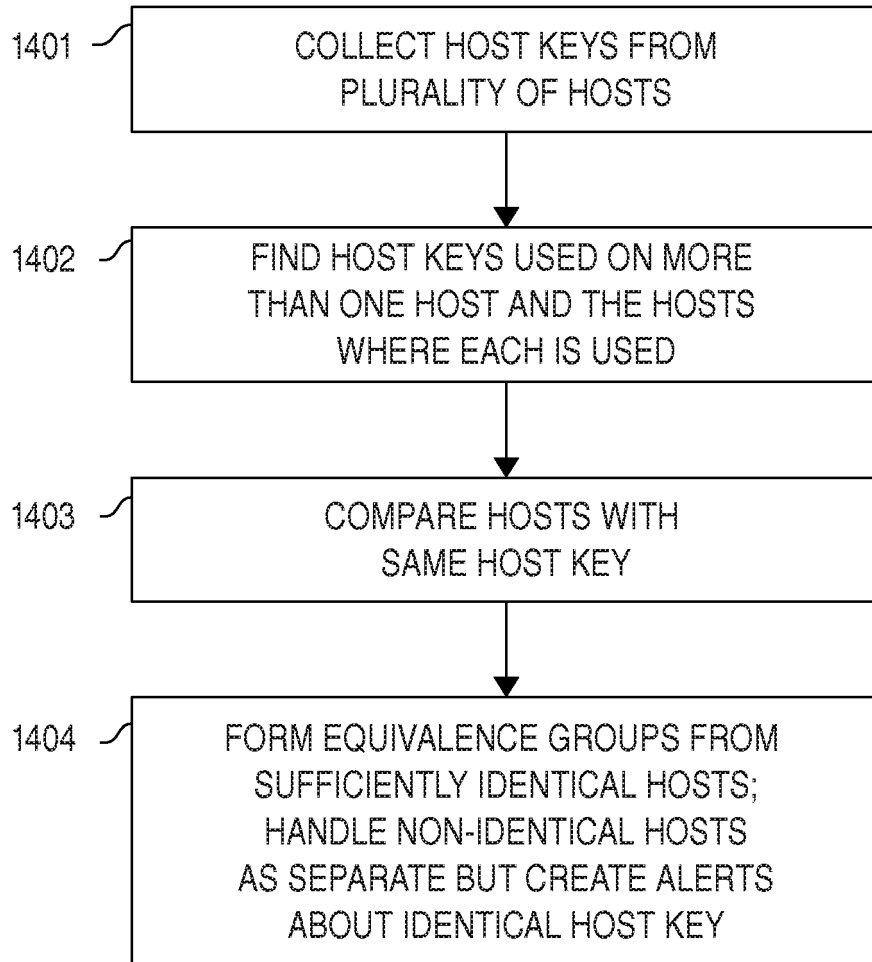 1401
COLLECT HOST KEYS FROM
PLURALITY OF HOSTS
1402
FIND HOST KEYS USED ON MORE
THAN ONE HOST AND THE HOSTS
WHERE EACH IS USED
1403
COMPARE HOSTS WITH
SAME HOST KEY
1404
FORM EQUIVALENCE GROUPS FROM
SUFFICIENTLY IDENTICAL HOSTS;
HANDLE NON-IDENTICAL HOSTS
AS SEPARATE BUT CREATE ALERTS
ABOUT IDENTICAL HOST KEY